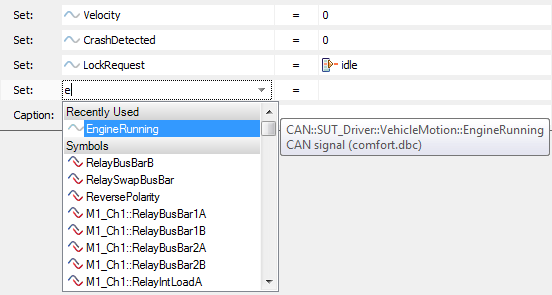 Set: Velocity = 0
Set: CrashDetected = 0
Set: LockRequest = idle
Set: e =
Caption:
Recently Used
EngineRunning
CAN::SUT_Driver::VehicleMotion::EngineRunning
CAN signal (comfort.dbc)
Symbols
RelayBusBarB
RelaySwapBusBar
ReversePolarity
M1_Ch1::RelayBusBar1A
M1_Ch1::RelayBusBar1B
M1_Ch1::RelayBusBar2A
M1_Ch1::RelayBusBar2B
M1_Ch1::RelayIntLoadA